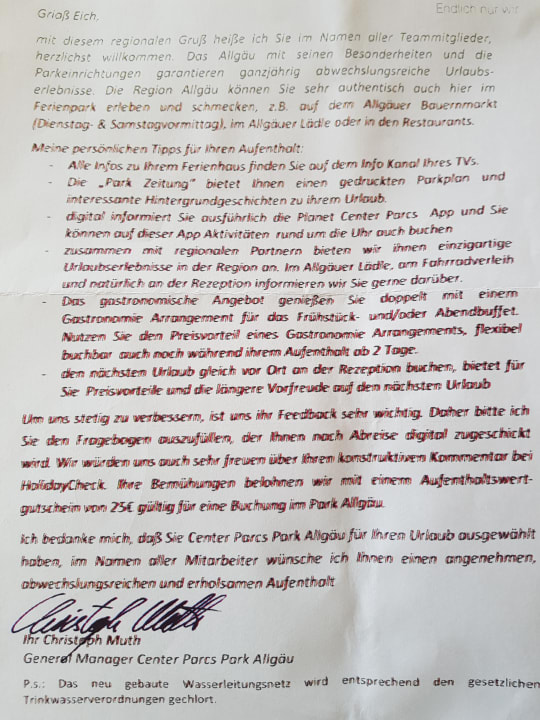 Endlich nur wir
Griaß Eich,
mit diesem regionalen Gruß heiße ich Sie im Namen aller Teammitglieder,
herzlichst willkommen. Das Allgäu mit seinen Besonderheiten und die
Parkeinrichtungen garantieren ganzjährig abwechslungsreiche Urlaubs-
erlebnisse. Die Region Allgäu können Sie sehr authentisch auch hier im
Ferienpark erleben und schmecken, z.B. auf dem Allgäuer Bauernmarkt
(Dienstag- & Samstagvormittag), im Allgäuer Lädle oder in den Restaurants.
Meine persönlichen Tipps für Ihren Aufenthalt:
- Alle Infos zu Ihrem Ferienhaus finden Sie auf dem Info Kanal Ihres TVs.
- Die „Park Zeitung" bietet Ihnen einen gedruckten Parkplan und
interessante Hintergrundgeschichten zu ihrem Urlaub.
- digital informiert Sie ausführlich die Planet Center Parcs App und Sie
können auf dieser App Aktivitäten rund um die Uhr auch buchen
- zusammen mit regionalen Partnern bieten wir ihnen einzigartige
Urlaubserlebnisse in der Region an. Im Allgäuer Lädle, am Fahrradverleih
und natürlich an der Rezeption informieren wir Sie gerne darüber.
- Das gastronomische Angebot genießen Sie doppelt mit einem
Gastronomie Arrangement für das Frühstück- und/oder Abendbuffet.
Nutzen Sie den Preisvorteil eines Gastronomie Arrangements, flexibel
buchbar auch noch während ihrem Aufenthalt ab 2 Tage.
- den nächsten Urlaub gleich vor Ort an der Rezeption buchen, bietet für
Sie Preisvorteile und die längere Vorfreude auf den nächsten Urlaub
Um uns stetig zu verbessern, ist uns ihr Feedback sehr wichtig. Daher bitte ich
Sie den Fragebogen auszufüllen, der Ihnen nach Abreise digital zugeschickt
wird. Wir würden uns auch sehr freuen über Ihren konstruktiven Kommentar bei
HolidayCheck. Ihre Bemühungen belohnen wir mit einem Aufenthaltswert-
gutschein von 25€ gültig für eine Buchung im Park Allgäu.
Ich bedanke mich, daß Sie Center Parcs Park Allgäu für Ihren Urlaub ausgewählt
haben, im Namen aller Mitarbeiter wünsche ich Ihnen einen angenehmen,
abwechslungsreichen und erholsamen Aufenthalt
Christoph Muth
Ihr Christoph Muth
General Manager Center Parcs Park Allgäu
P.s.: Das neu gebaute Wasserleitungsnetz wird entsprechend den gesetzlichen
Trinkwasserverordnungen gechlort.